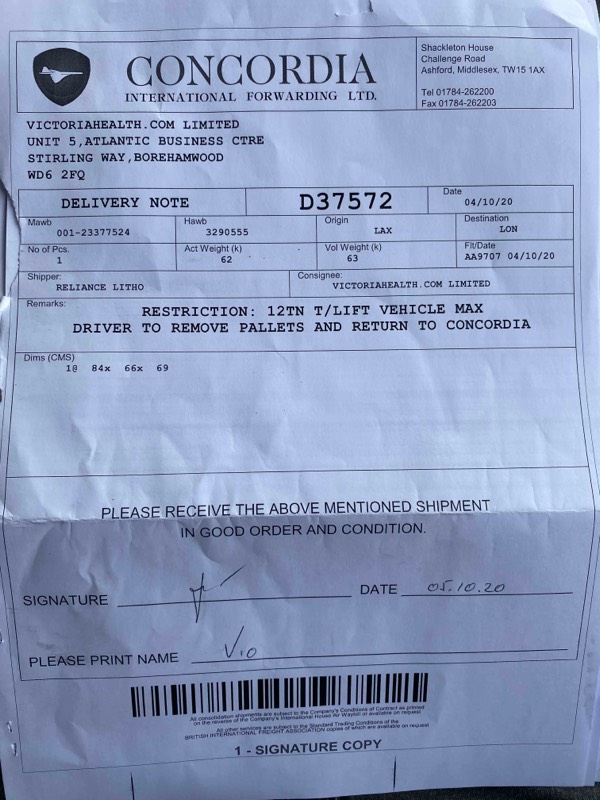 CONCORDIA
INTERNATIONAL FORWARDING LTD.
Shackleton House
Challenge Road
Ashford, Middlesex, TW15 1AX
Tel 01784-262200
Fax 01784-262203
VICTORIAHEALTH.COM LIMITED
UNIT 5,ATLANTIC BUSINESS CTRE
STIRLING WAY,BOREHAMWOOD
WD6 2FQ
DELIVERY NOTE
D37572
Date
04/10/20
Mawb
001-23377524
Hawb
3290555
Origin
LAX
Destination
LON
No of Pcs.
1
Act Weight (k)
62
Vol Weight (k)
63
Flt/Date
AA9707 04/10/20
Shipper:
RELIANCE LITHO
Consignee:
VICTORIAHEALTH.COM LIMITED
Remarks:
RESTRICTION: 12TN T/LIFT VEHICLE MAX
DRIVER TO REMOVE PALLETS AND RETURN TO CONCORDIA
Dims (CMS)
1@ 84x 66x 69
PLEASE RECEIVE THE ABOVE MENTIONED SHIPMENT
IN GOOD ORDER AND CONDITION.
SIGNATURE
DATE 05.10.20
PLEASE PRINT NAME Vio
All consolidation shipments are subject to the Company's Conditions of Contract as printed
on the reverse of the Company's International House Air Waybill or available on request
All other services are subject to the Standard Trading Conditions of the
BRITISH INTERNATIONAL FREIGHT ASSOCIATION copies of which are available on request
1 - SIGNATURE COPY